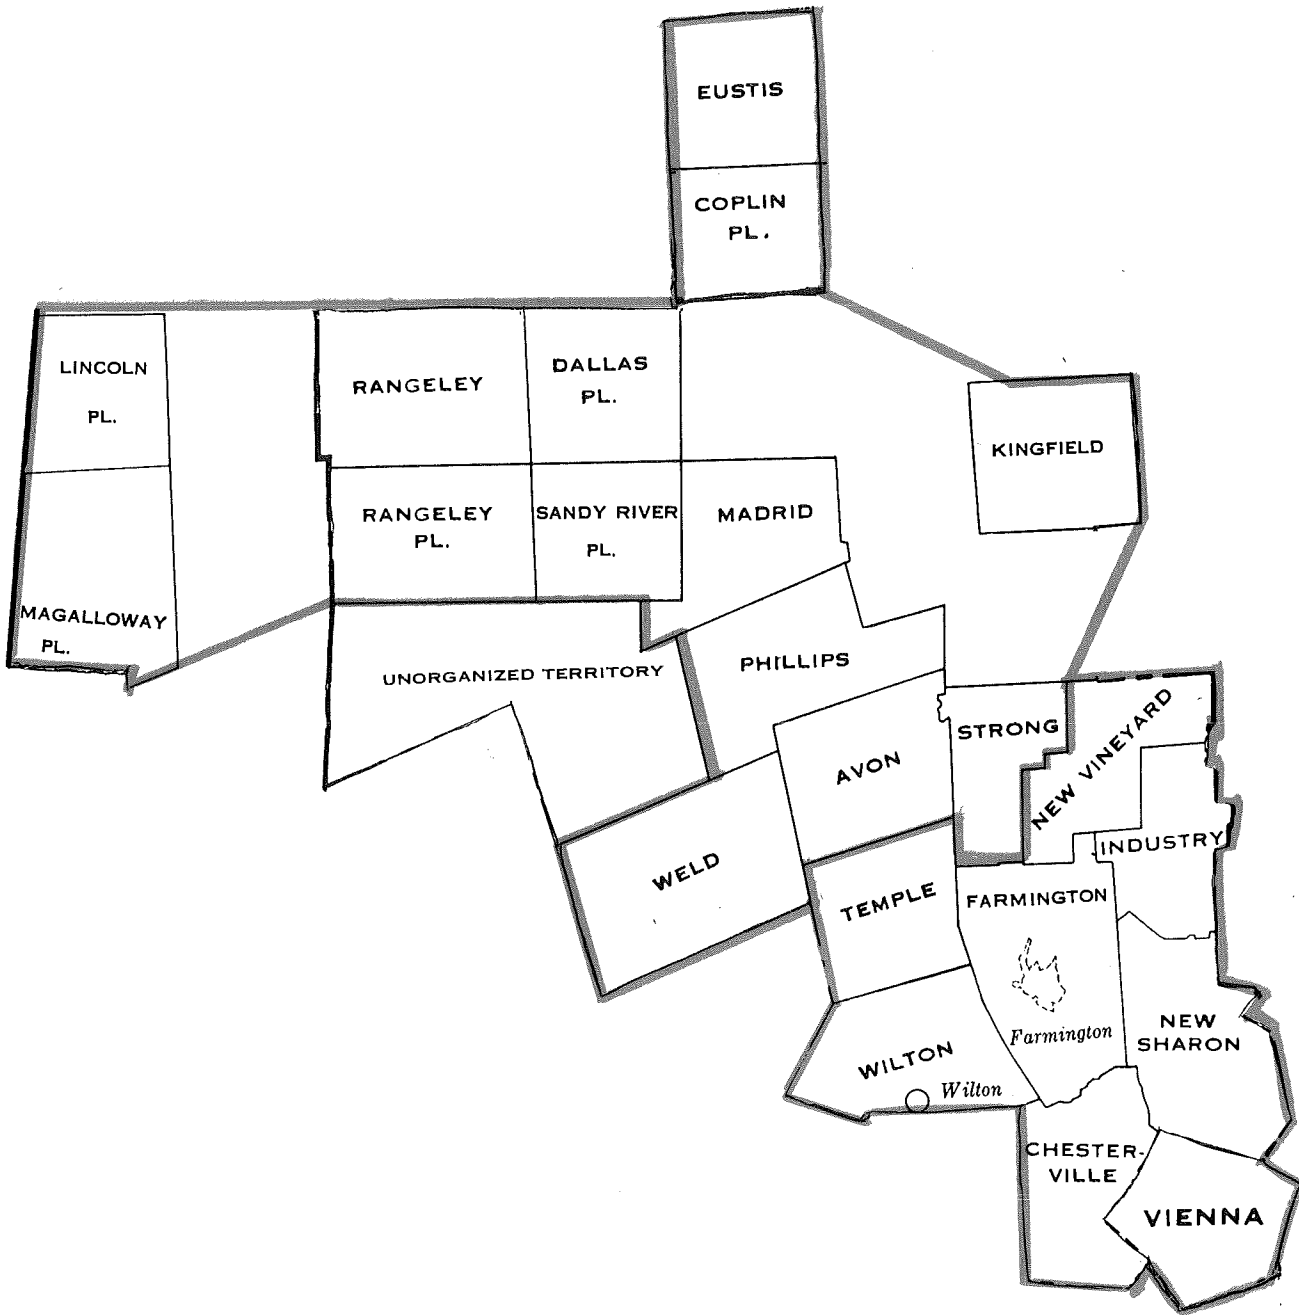 EUSTIS
COPLIN
PL.
LINCOLN
PL.
RANGELEY
DALLAS
PL.
KINGFIELD
RANGELEY
PL.
SANDY RIVER
PL.
MADRID
MAGALLOWAY
PL.
UNORGANIZED TERRITORY
PHILLIPS
STRONG
NEW VINEYARD
AVON
INDUSTRY
WELD
TEMPLE
FARMINGTON
Farmington
NEW
SHARON
WILTON
Wilton
CHESTER-
VILLE
VIENNA